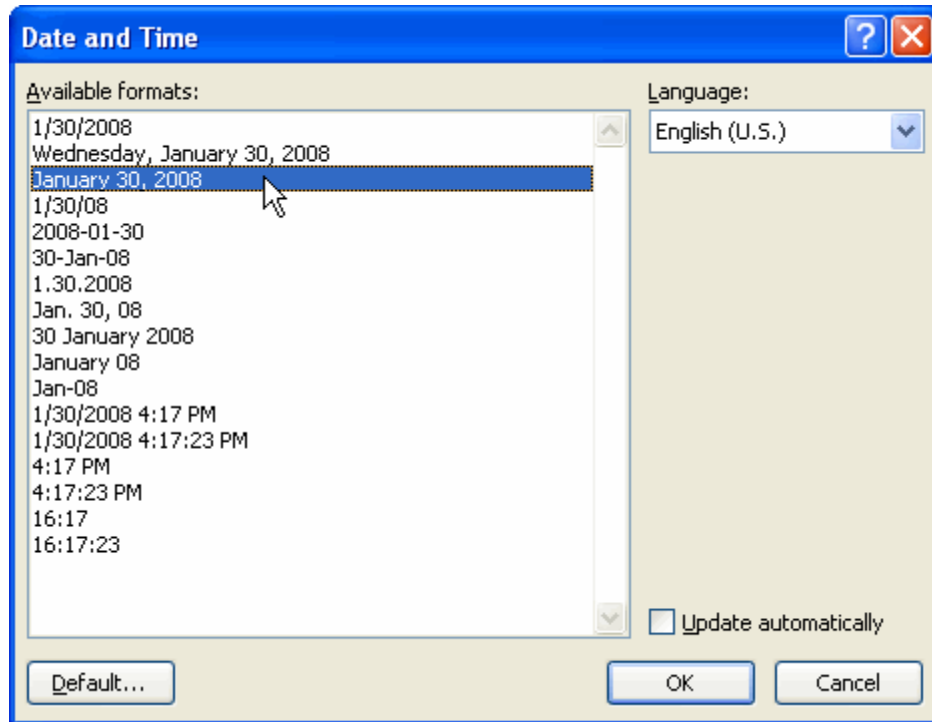 Date and Time
Available formats:
1/30/2008
Wednesday, January 30, 2008
January 30, 2008
1/30/08
2008-01-30
30-Jan-08
1.30.2008
Jan. 30, 08
30 January 2008
January 08
Jan-08
1/30/2008 4:17 PM
1/30/2008 4:17:23 PM
4:17 PM
4:17:23 PM
16:17
16:17:23
Language:
English (U.S.)
Update automatically
Default...
OK
Cancel